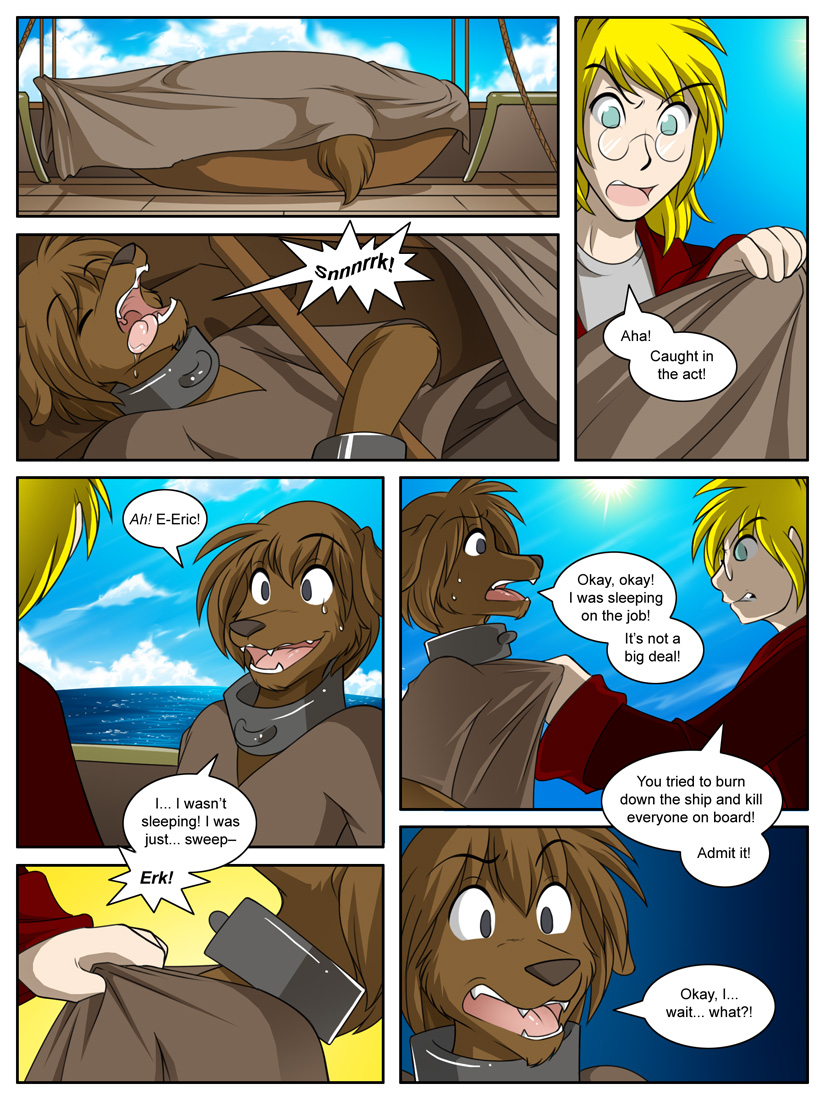 Snnnrrk!
Aha!
Caught in
the act!
Ah! E-Eric!
I... I wasn't
sleeping! I was
just... sweep–
Erk!
Okay, okay!
I was sleeping
on the job!
It's not a
big deal!
You tried to burn
down the ship and kill
everyone on board!
Admit it!
Okay, I...
wait... what?!